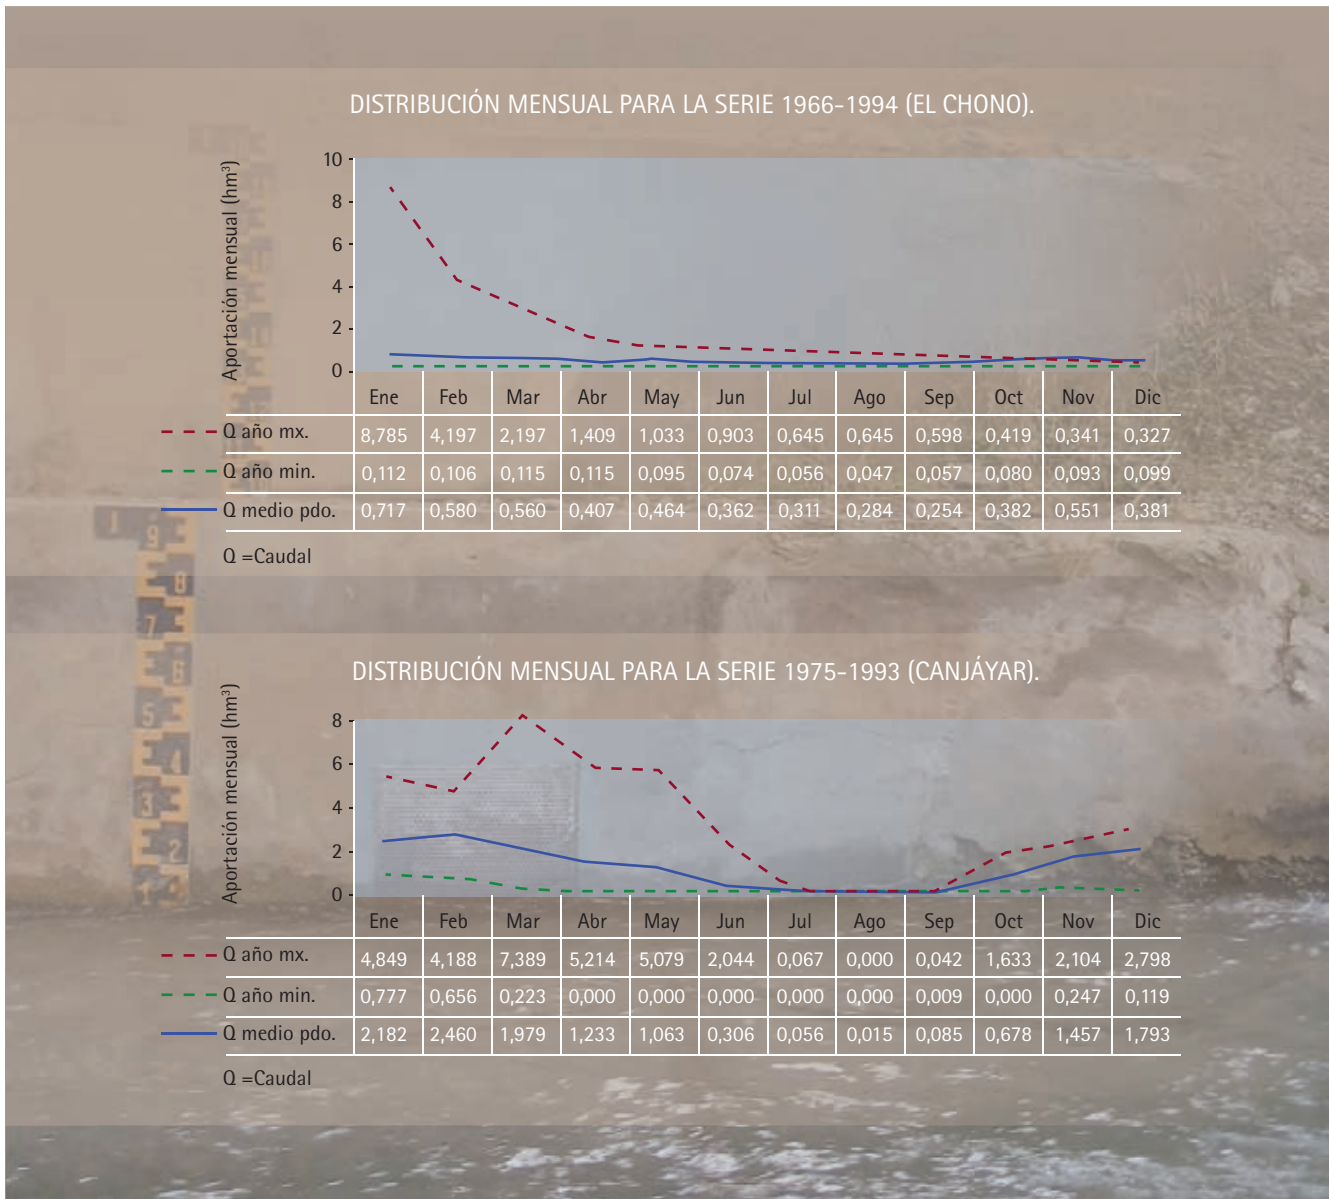 DISTRIBUCIÓN MENSUAL PARA LA SERIE 1966-1994 (EL CHONO).
Aportación mensual (hm³)
10
8
6
4
2
0
Ene Feb Mar Abr May Jun Jul Ago Sep Oct Nov Dic
Q año mx. 8,785 4,197 2,197 1,409 1,033 0,903 0,645 0,645 0,598 0,419 0,341 0,327
Q año min. 0,112 0,106 0,115 0,115 0,095 0,074 0,056 0,047 0,057 0,080 0,093 0,099
Q medio pdo. 0,717 0,580 0,560 0,407 0,464 0,362 0,311 0,284 0,254 0,382 0,551 0,381
Q =Caudal
1
9
8
7
6
5
4
3
2
1
DISTRIBUCIÓN MENSUAL PARA LA SERIE 1975-1993 (CANJÁYAR).
Aportación mensual (hm³)
8
6
4
2
0
Ene Feb Mar Abr May Jun Jul Ago Sep Oct Nov Dic
Q año mx. 4,849 4,188 7,389 5,214 5,079 2,044 0,067 0,000 0,042 1,633 2,104 2,798
Q año min. 0,777 0,656 0,223 0,000 0,000 0,000 0,000 0,000 0,009 0,000 0,247 0,119
Q medio pdo. 2,182 2,460 1,979 1,233 1,063 0,306 0,056 0,015 0,085 0,678 1,457 1,793
Q =Caudal